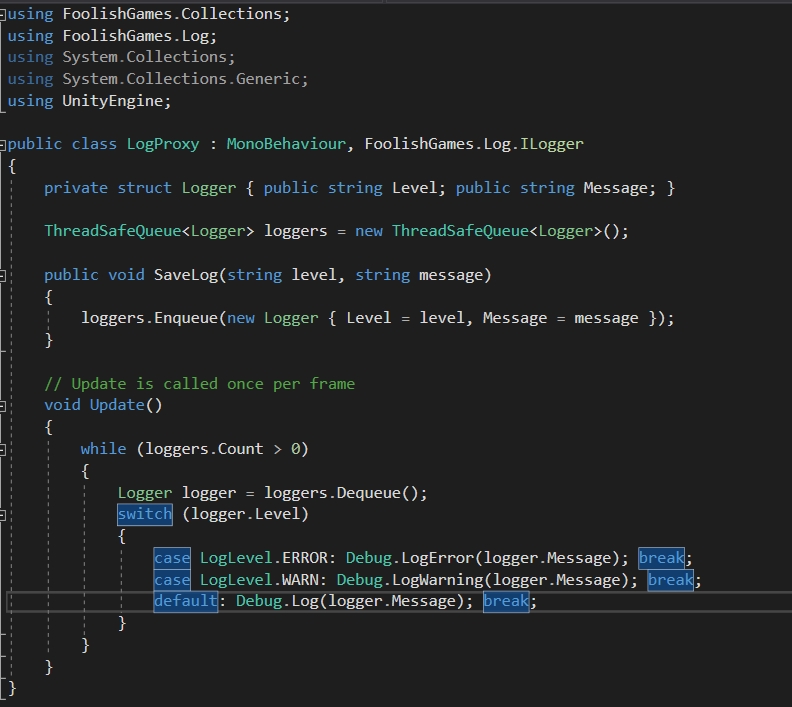 using FoolishGames.Collections;
using FoolishGames.Log;
using System.Collections;
using System.Collections.Generic;
using UnityEngine;
public class LogProxy : MonoBehaviour, FoolishGames.Log.ILogger
{
private struct Logger { public string Level; public string Message; }
ThreadSafeQueue<Logger> loggers = new ThreadSafeQueue<Logger>();
public void SaveLog(string level, string message)
{
loggers.Enqueue(new Logger { Level = level, Message = message });
}
// Update is called once per frame
void Update()
{
while (loggers.Count > 0)
{
Logger logger = loggers.Dequeue();
switch (logger.Level)
{
case LogLevel.ERROR: Debug.LogError(logger.Message); break;
case LogLevel.WARN: Debug.LogWarning(logger.Message); break;
default: Debug.Log(logger.Message); break;
}
}
}
}